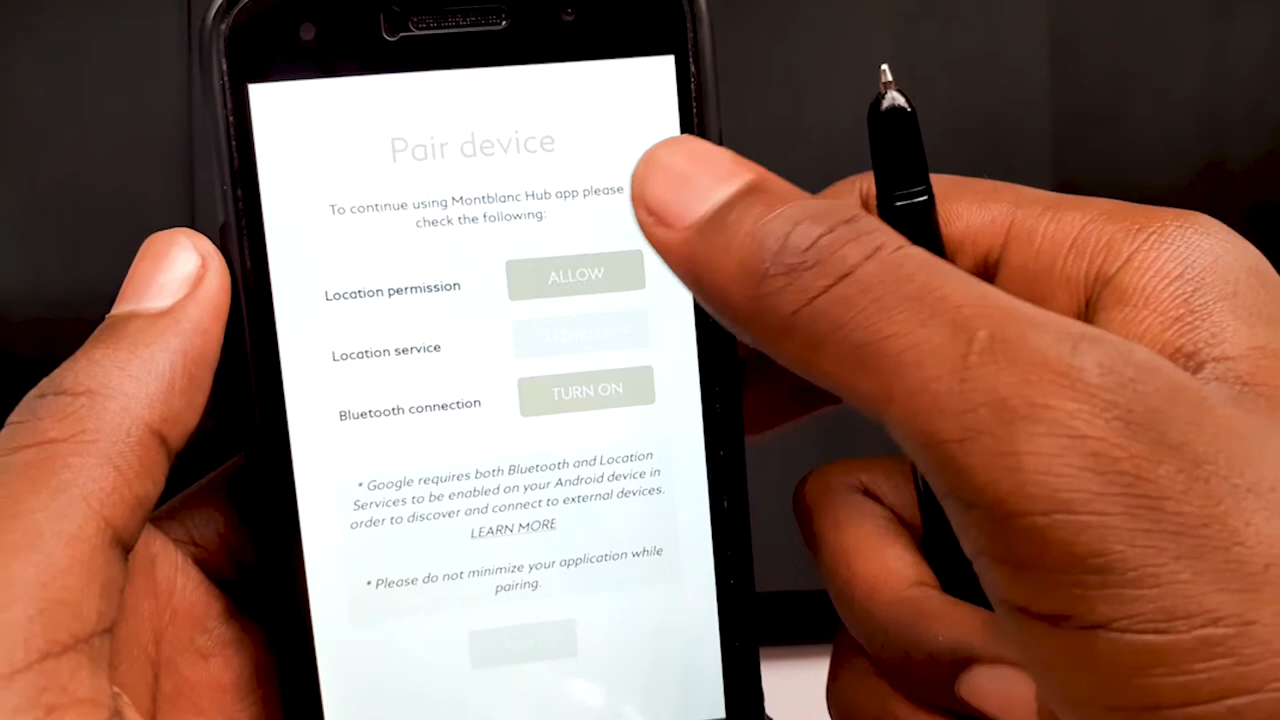 Pair device
To continue using Montblanc Hub app please
check the following:
Location permission
ALLOW
Location service
Bluetooth connection
TURN ON
* Google requires both Bluetooth and Location
Services to be enabled on your Android device in
order to discover and connect to external devices.
LEARN MORE
* Please do not minimize your application while
pairing.